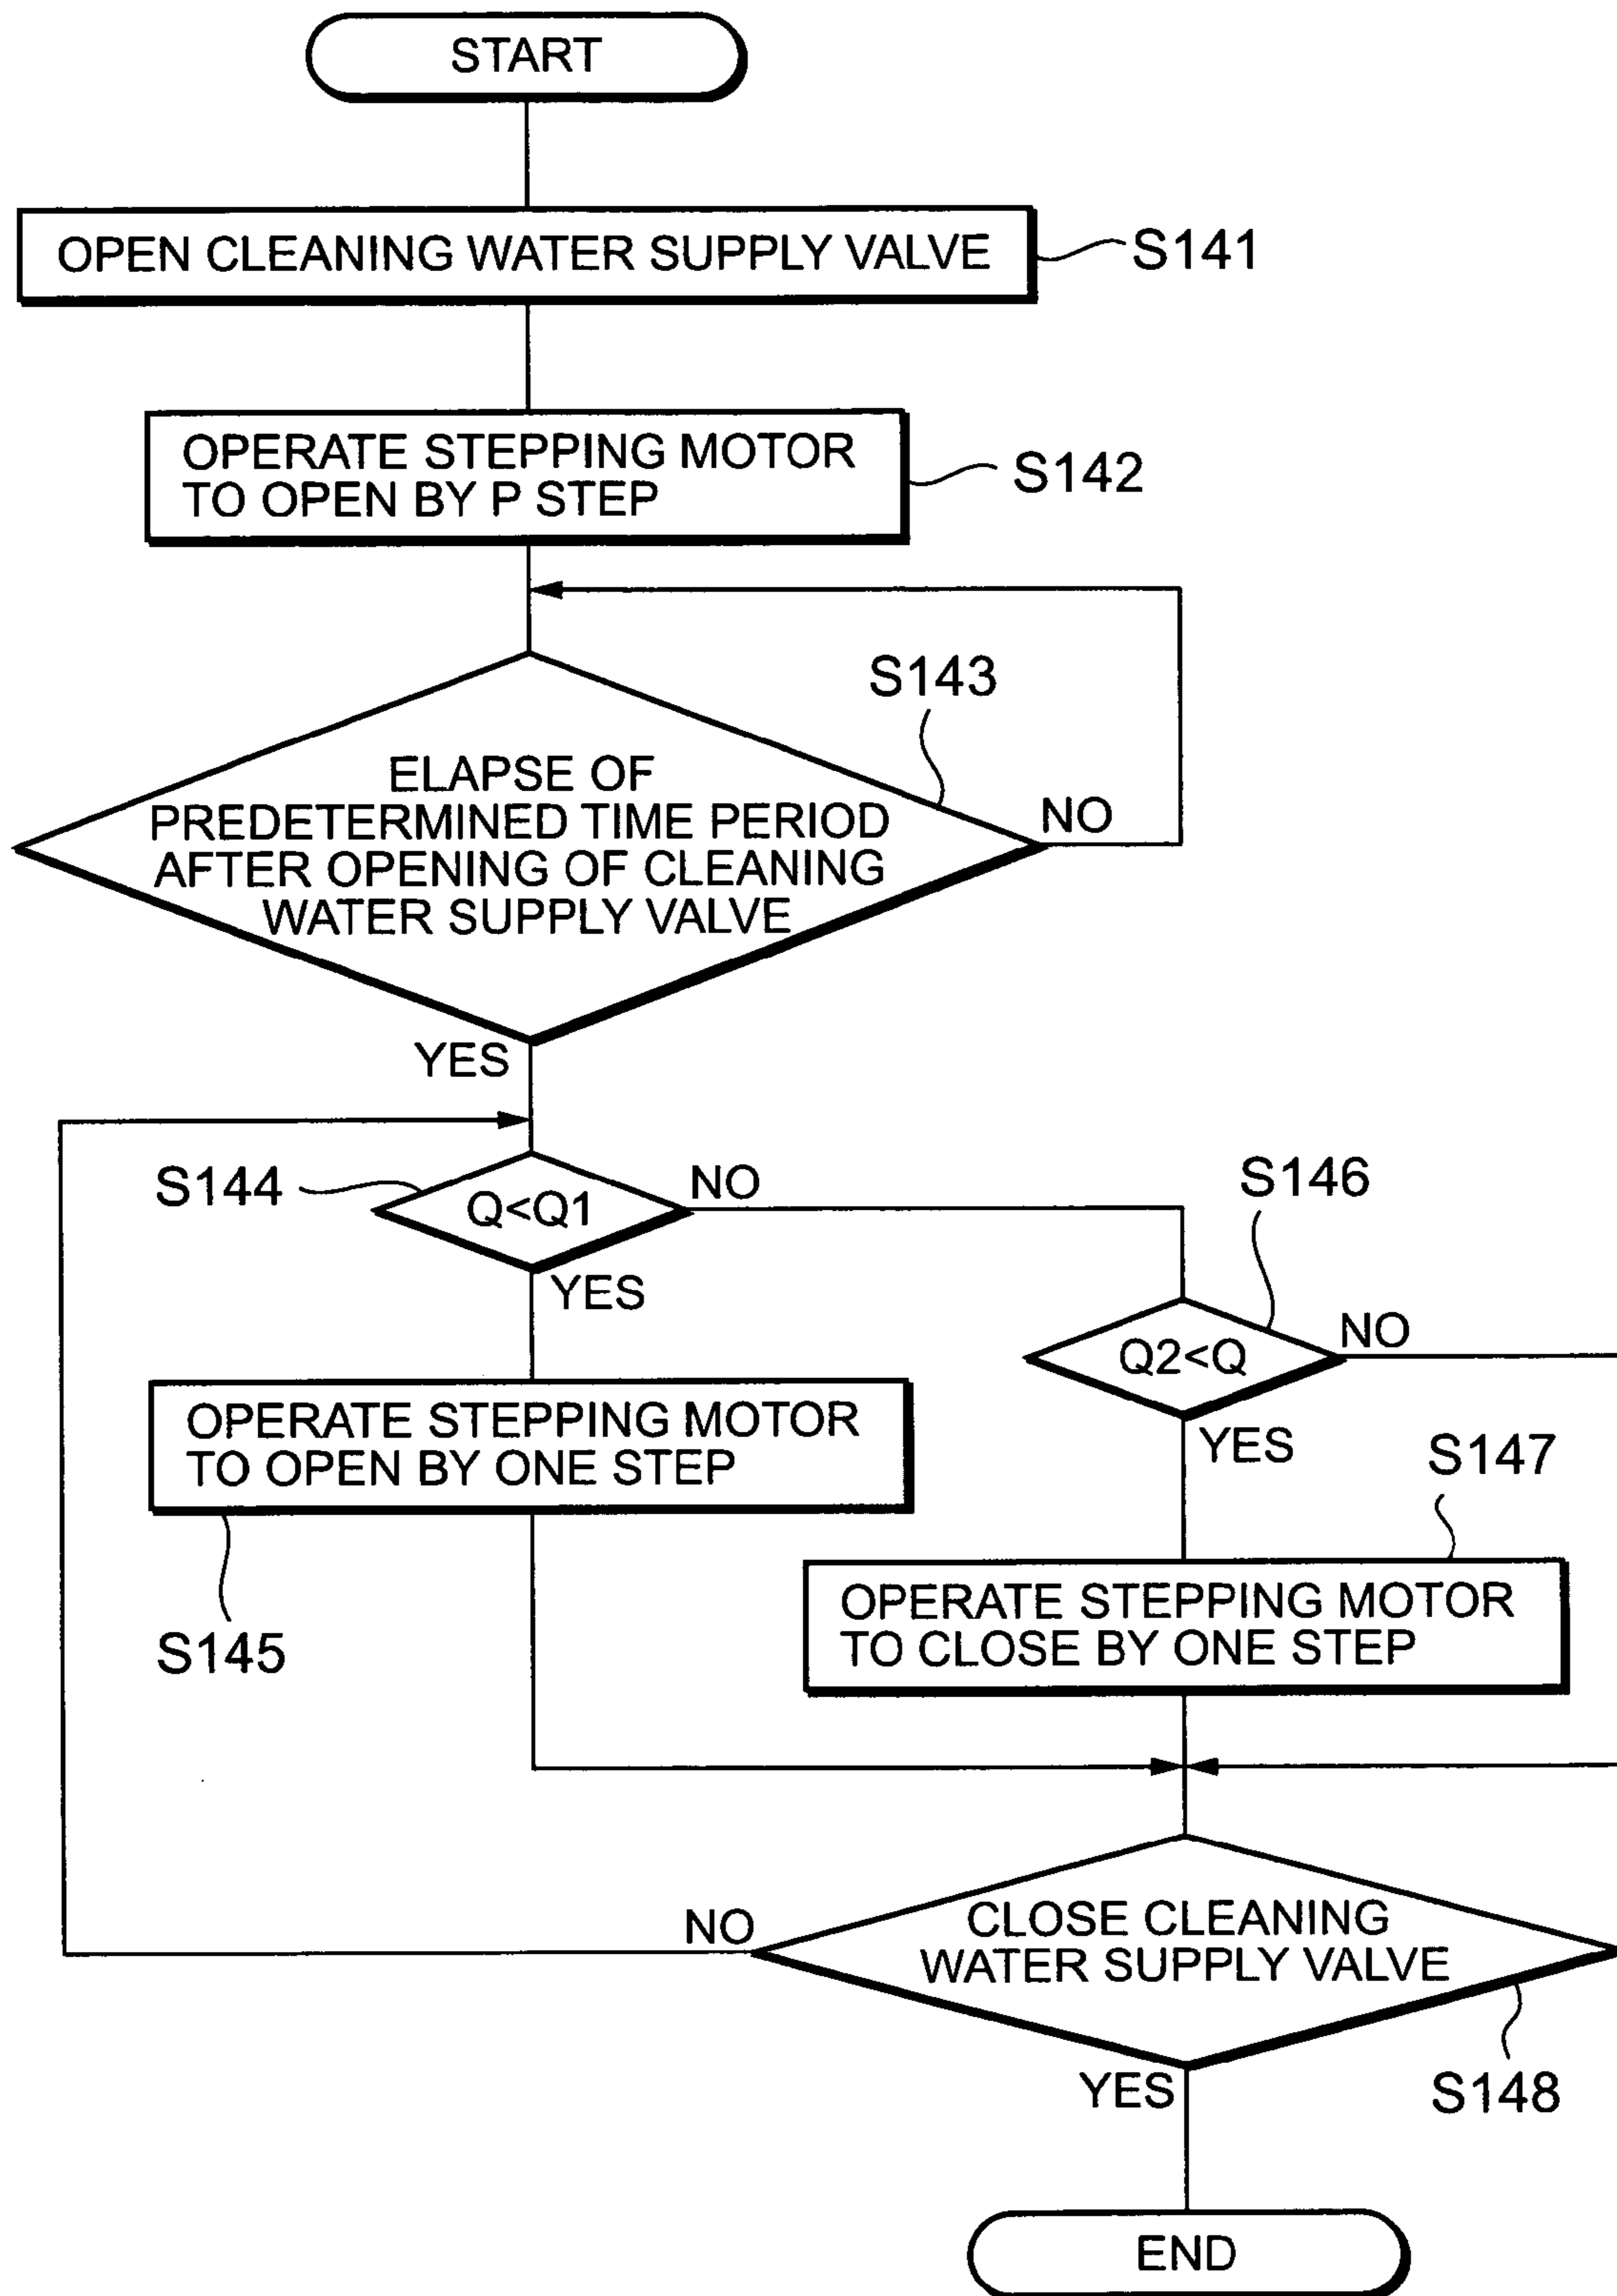 START
OPEN CLEANING WATER SUPPLY VALVE
S141
OPERATE STEPPING MOTOR
TO OPEN BY P STEP
S142
S143
ELAPSE OF
PREDETERMINED TIME PERIOD
AFTER OPENING OF CLEANING
WATER SUPPLY VALVE
NO
YES
S144
Q<Q1
NO
YES
S146
Q2<Q
NO
YES
OPERATE STEPPING MOTOR
TO OPEN BY ONE STEP
S145
S147
OPERATE STEPPING MOTOR
TO CLOSE BY ONE STEP
CLOSE CLEANING
WATER SUPPLY VALVE
NO
YES
S148
END